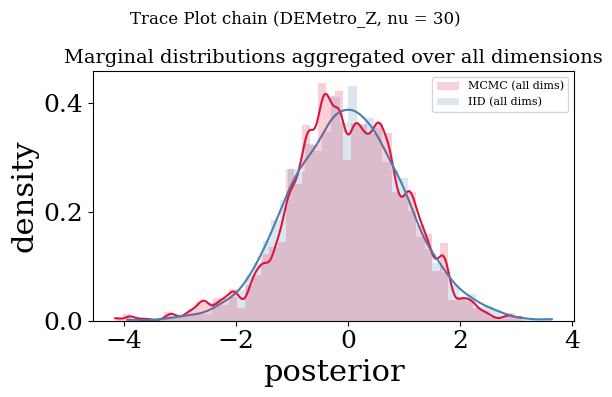 Trace Plot chain (DEMetro_Z, nu = 30)
Marginal distributions aggregated over all dimensions
MCMC (all dims)
IID (all dims)
density
0.4
0.2
0.0
−4
−2
0
2
4
posterior